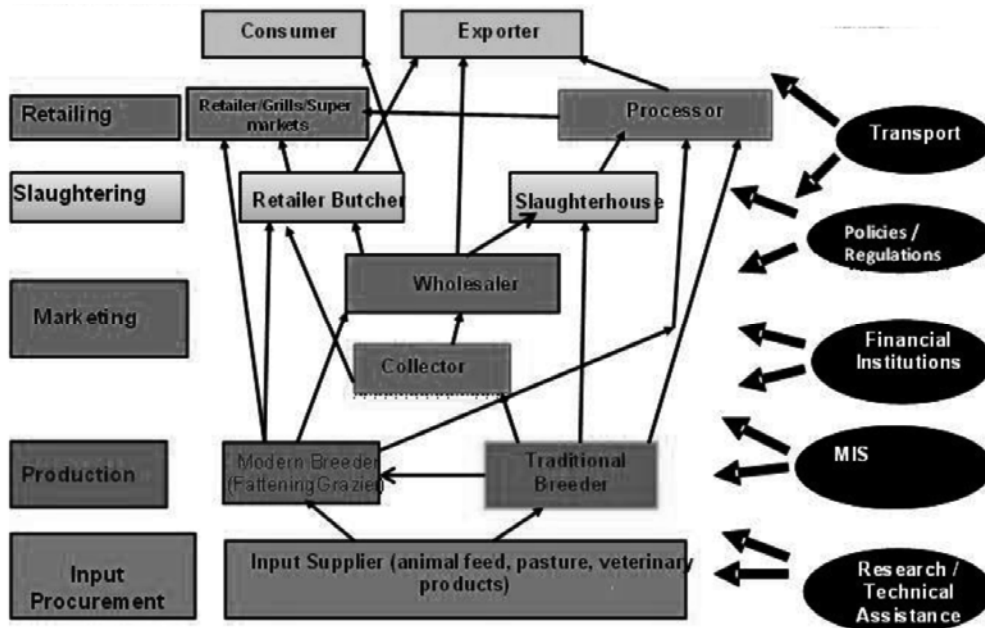 Consumer
Exporter
Retailing
Retailer/Grills/Super
markets
Processor
Transport
Slaughtering
Retailer Butcher
Slaughterhouse
Policies /
Regulations
Wholesaler
Marketing
Financial
Institutions
Collector
Production
Modern Breeder
(FatteningGrazier)
Traditional
Breeder
MIS
Input
Procurement
Input Supplier (animal feed, pasture, veterinary
products)
Research /
Technical
Assistance